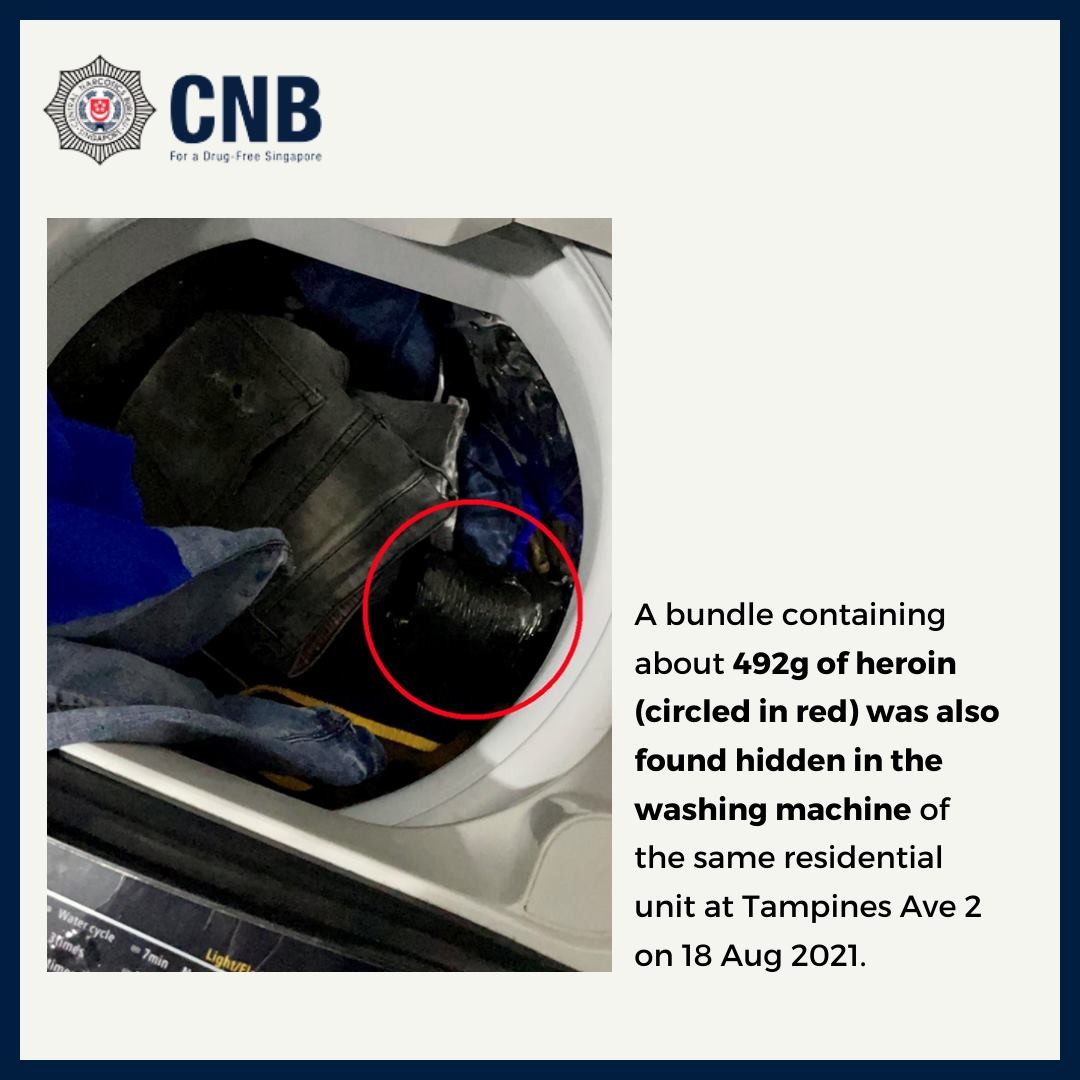 CENTRAL NARCOTICS BUREAU
SINGAPORE
CNB
For a Drug-Free Singapore
A bundle containing
about 492g of heroin
(circled in red) was also
found hidden in the
washing machine of
the same residential
unit at Tampines Ave 2
on 18 Aug 2021.
Water cycle
3Times
7min
Light/